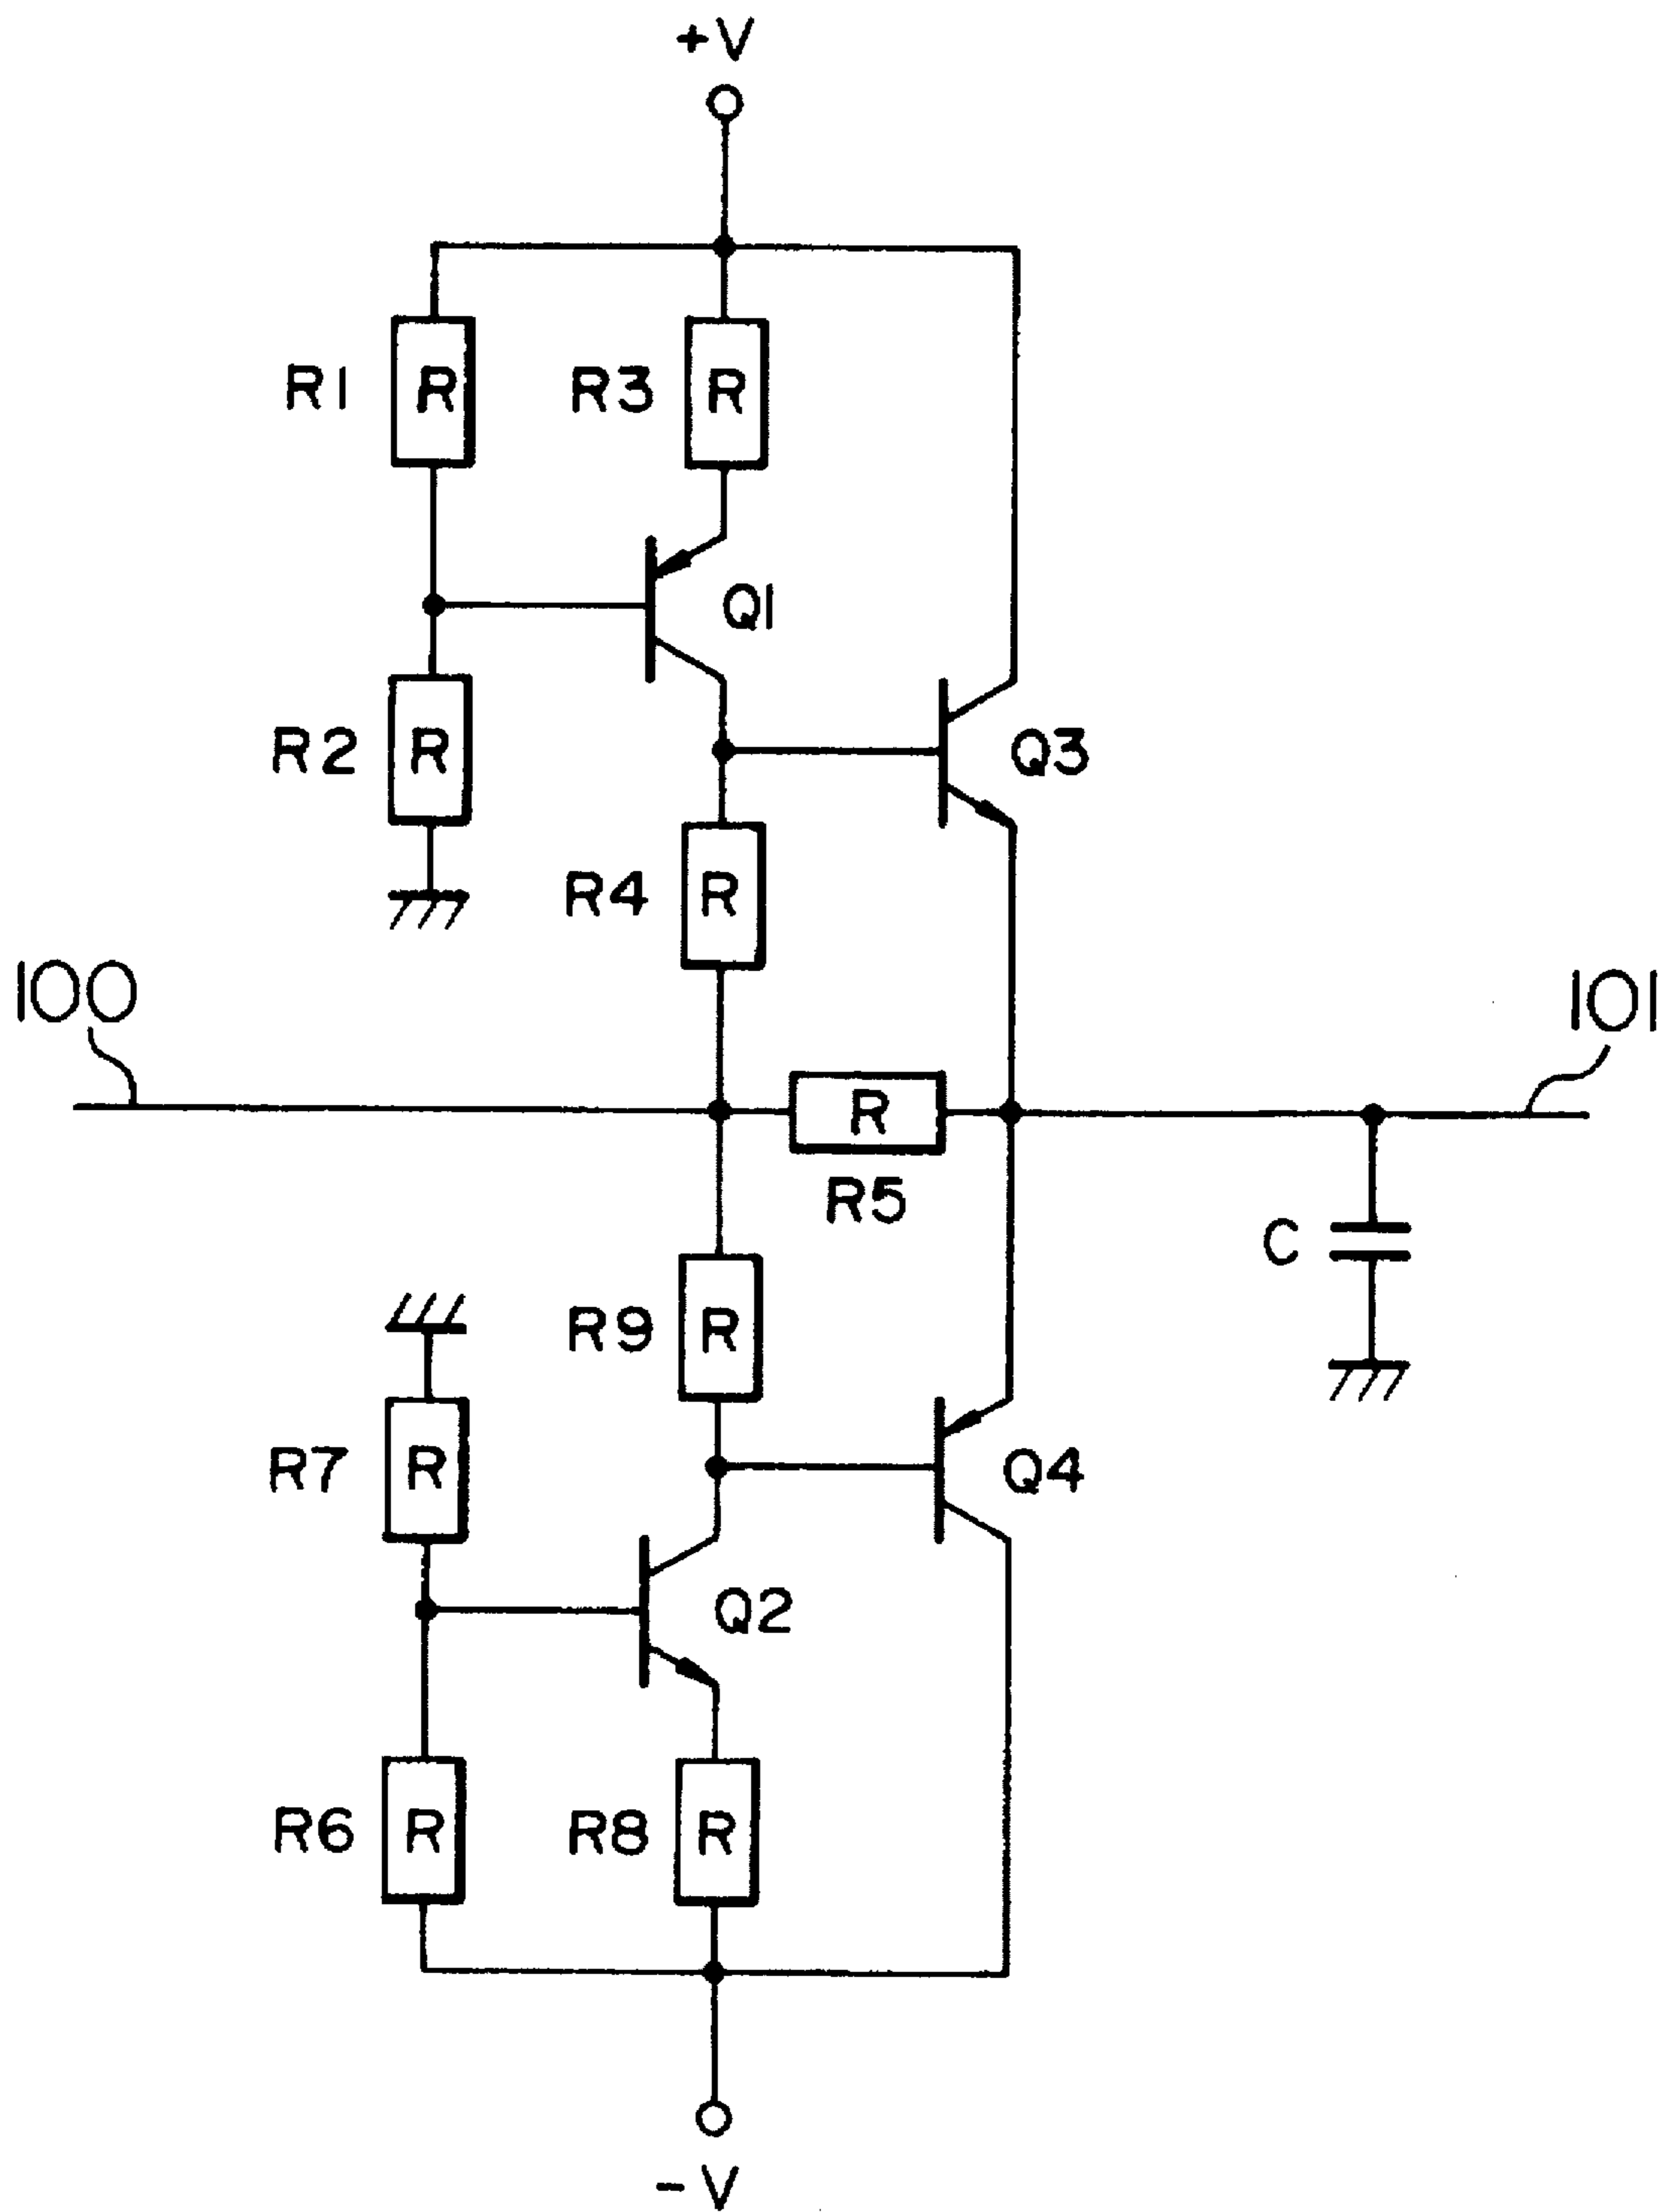 +V
R1 R R3 R
Q1
R2 R Q3
R4 R
100 101
R
R5
C
R9 R
R7 R Q4
Q2
R6 R R8 R
-V